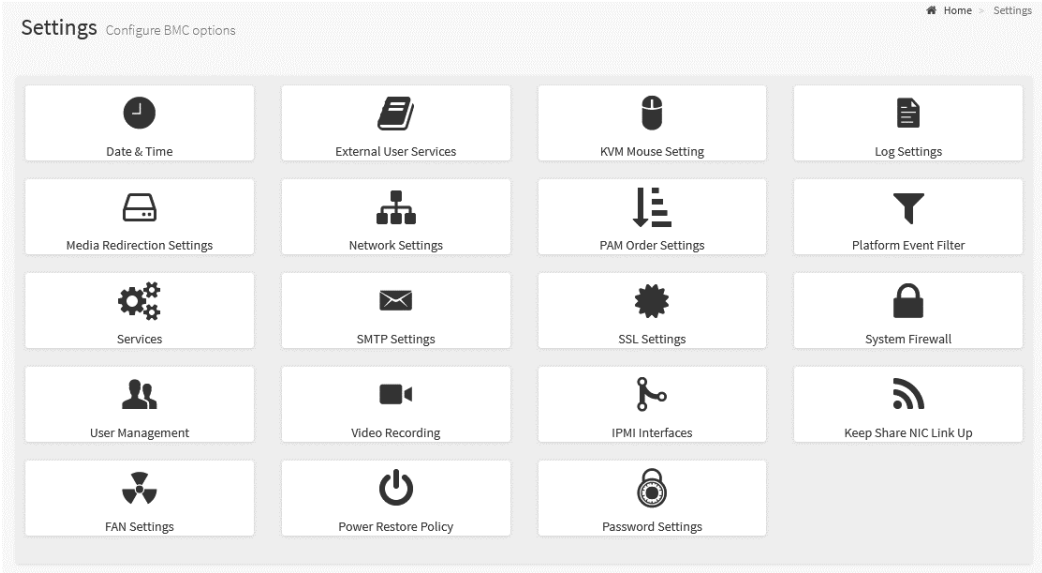 Home > Settings
Settings Configure BMC options
Date & Time
External User Services
KVM Mouse Setting
Log Settings
Media Redirection Settings
Network Settings
PAM Order Settings
Platform Event Filter
Services
SMTP Settings
SSL Settings
System Firewall
User Management
Video Recording
IPMI Interfaces
Keep Share NIC Link Up
FAN Settings
Power Restore Policy
Password Settings